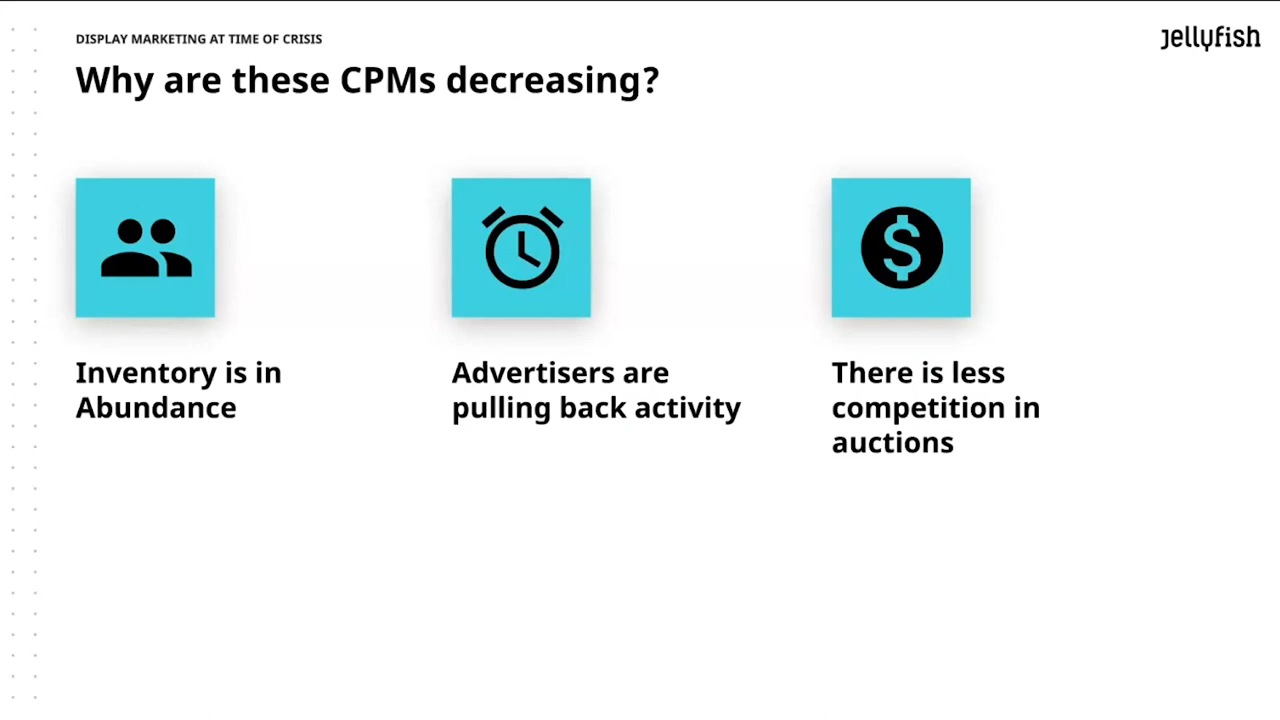 DISPLAY MARKETING AT TIME OF CRISIS
jellyfish
Why are these CPMs decreasing?
Inventory is in
Abundance
Advertisers are
pulling back activity
There is less
competition in
auctions